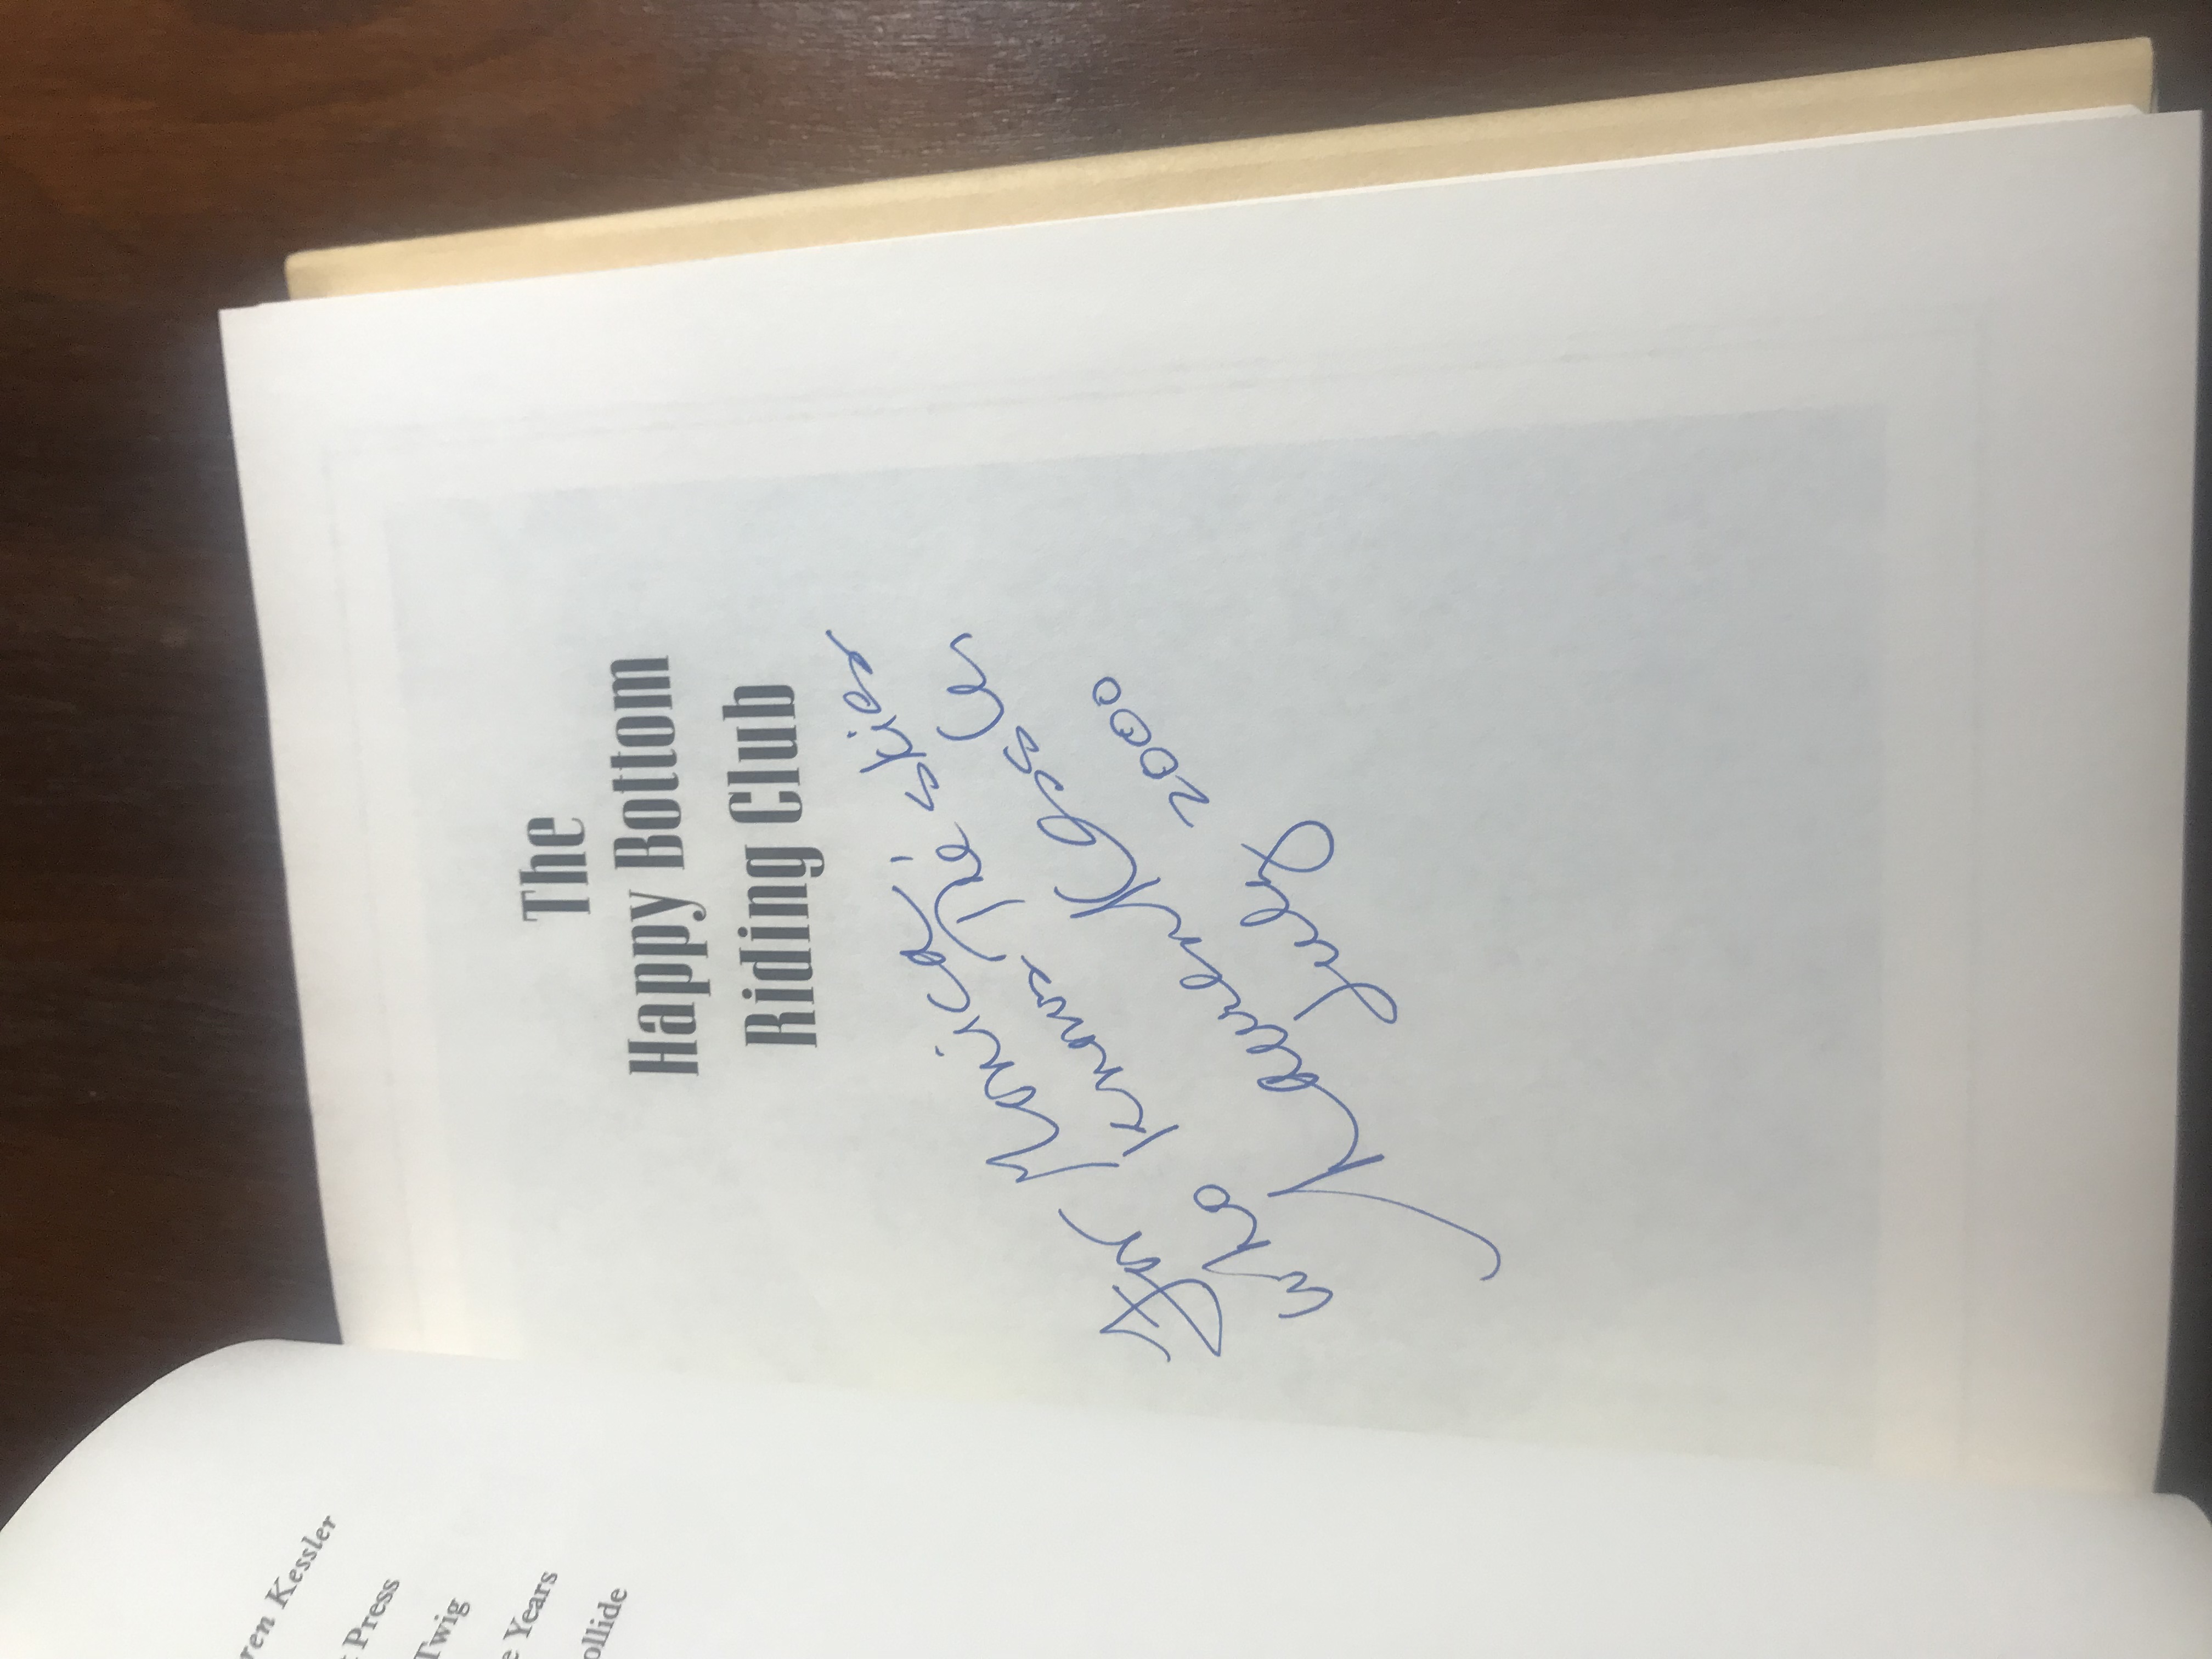 ren Kessler
Press
Twig
e Years
ollide
The
Happy Bottom
Riding Club
For Monica,
who knows the skies
Lauren Kessler
July 2000